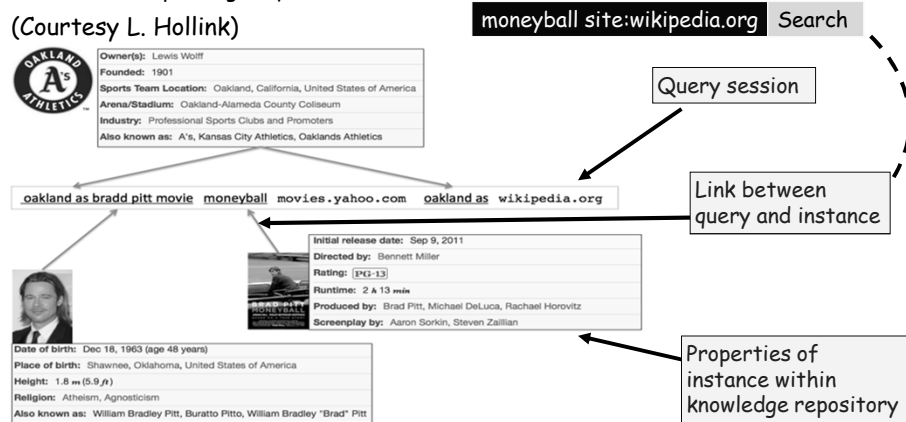 (Courtesy L. Hollink)
moneyball site:wikipedia.org Search
OAKLAND
A's
ATHLETICS
Owner(s): Lewis Wolff
Founded: 1901
Sports Team Location: Oakland, California, United States of America
Arena/Stadium: Oakland-Alameda County Coliseum
Industry: Professional Sports Clubs and Promoters
Also known as: A's, Kansas City Athletics, Oaklands Athletics
Query session
oakland as bradd pitt movie moneyball movies.yahoo.com oakland as wikipedia.org
Link between
query and instance
BRAD PITT
MONEYBALL
Initial release date: Sep 9, 2011
Directed by: Bennett Miller
Rating: PG-13
Runtime: 2 h 13 min
Produced by: Brad Pitt, Michael DeLuca, Rachael Horovitz
Screenplay by: Aaron Sorkin, Steven Zaillian
Date of birth: Dec 18, 1963 (age 48 years)
Place of birth: Shawnee, Oklahoma, United States of America
Height: 1.8 m (5.9 ft)
Religion: Atheism, Agnosticism
Also known as: William Bradley Pitt, Buratto Pitto, William Bradley "Brad" Pitt
Properties of
instance within
knowledge repository